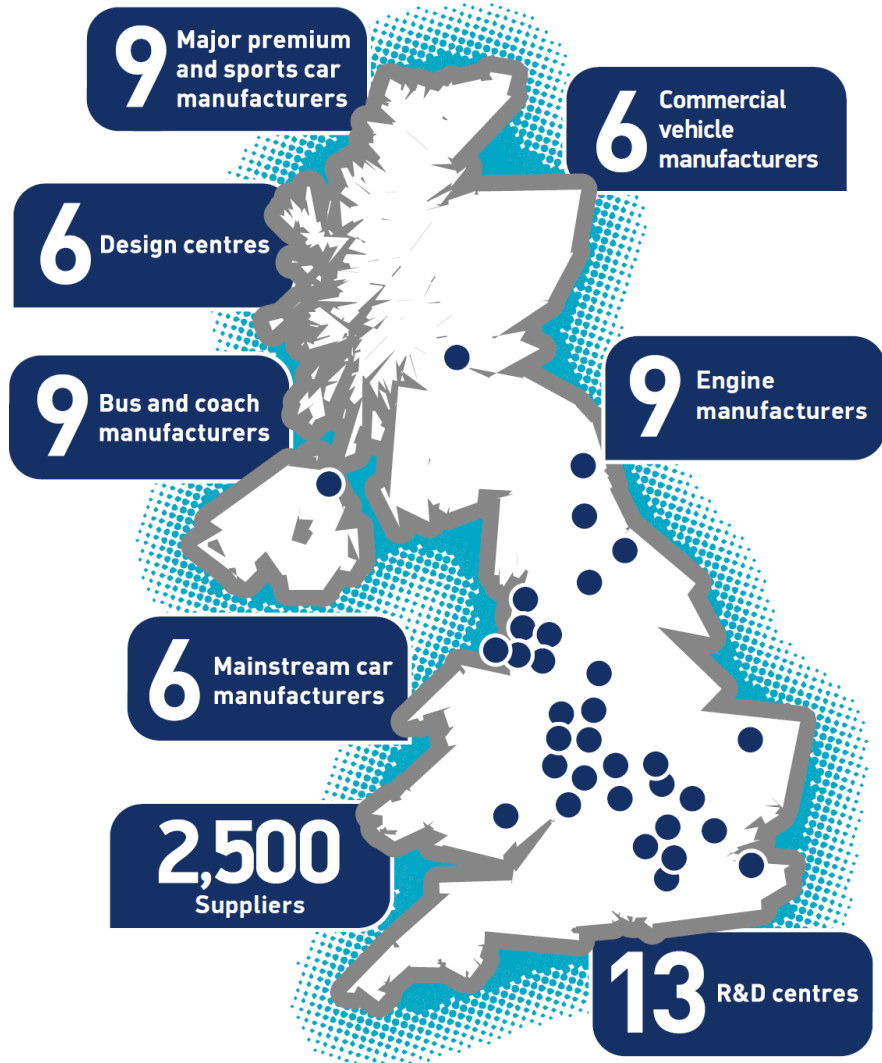 9 Major premium
and sports car
manufacturers
6 Commercial
vehicle
manufacturers
6 Design centres
9 Bus and coach
manufacturers
9 Engine
manufacturers
6 Mainstream car
manufacturers
2,500
Suppliers
13 R&D centres